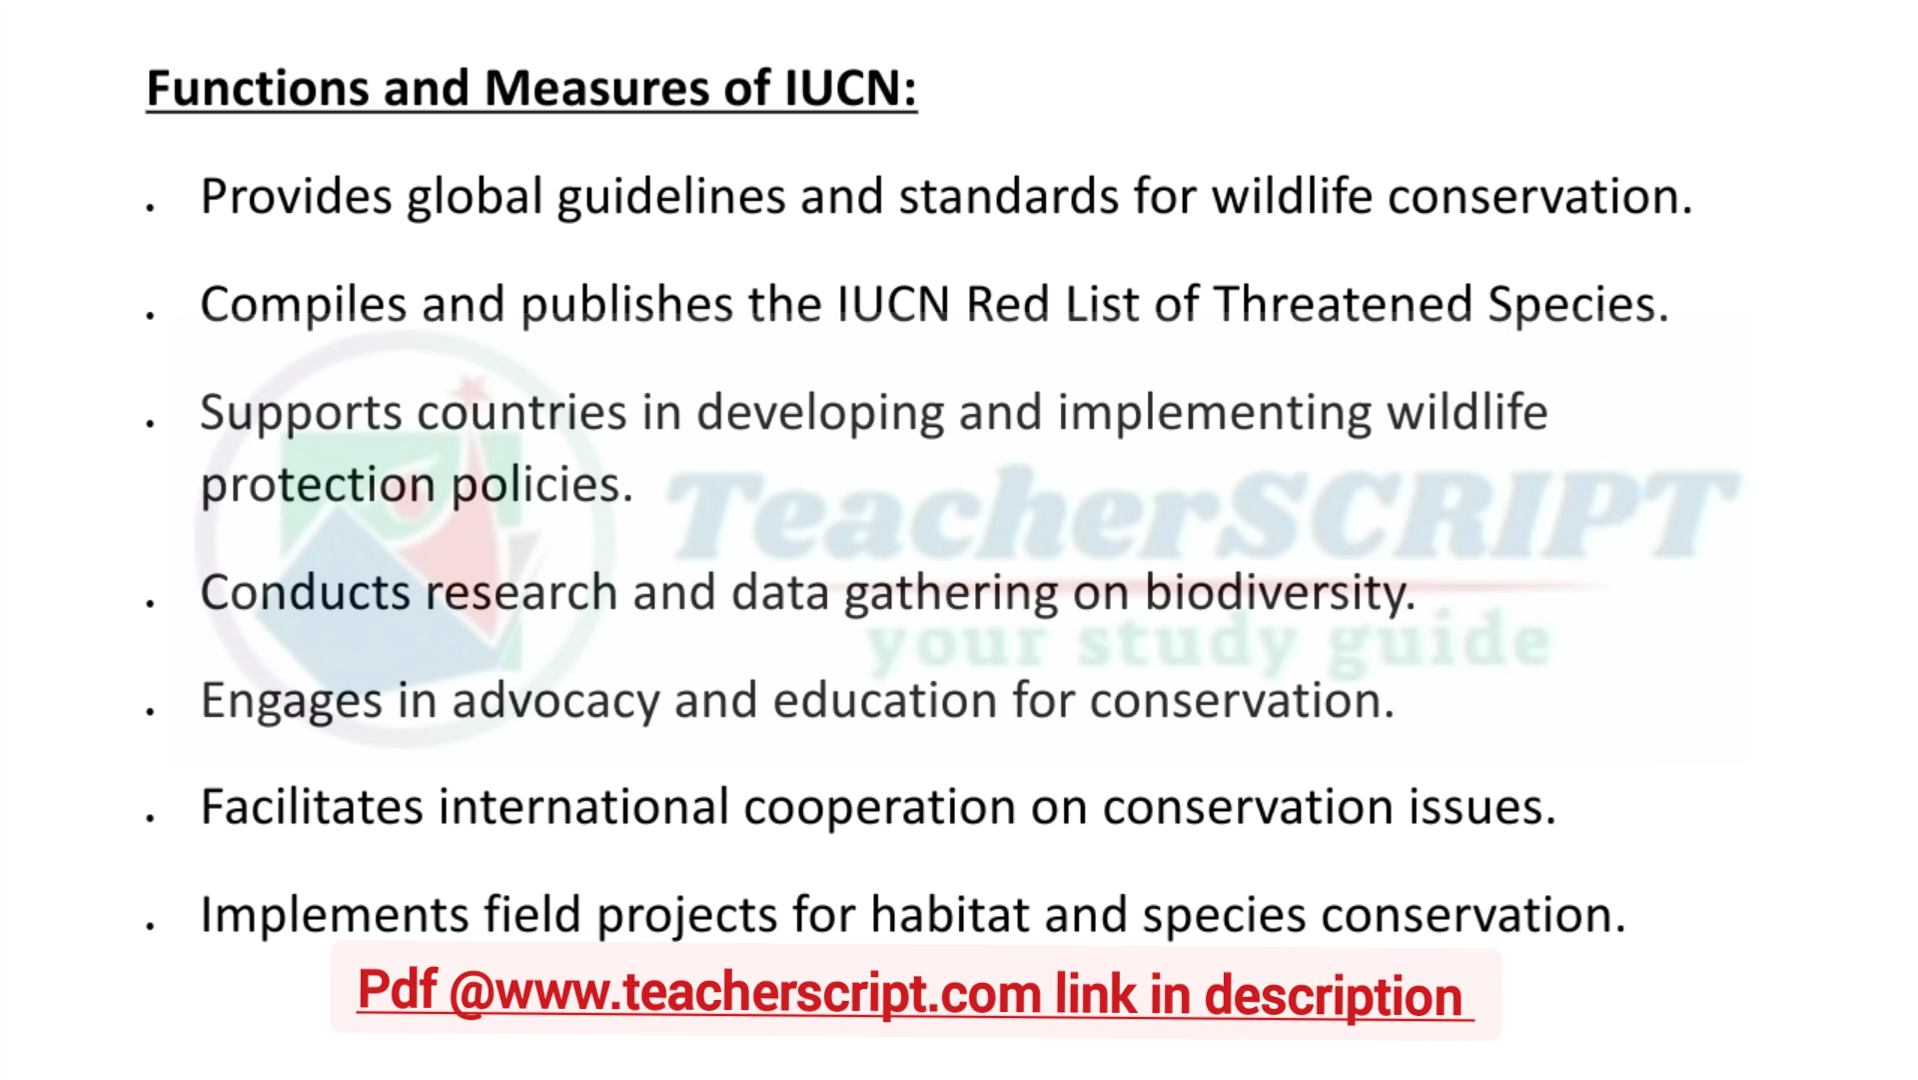 Functions and Measures of IUCN:
. Provides global guidelines and standards for wildlife conservation.
. Compiles and publishes the IUCN Red List of Threatened Species.
. Supports countries in developing and implementing wildlife
protection policies.
TeacherSCRIPT
. Conducts research and data gathering on biodiversity.
your study guide
. Engages in advocacy and education for conservation.
. Facilitates international cooperation on conservation issues.
. Implements field projects for habitat and species conservation.
Pdf @www.teacherscript.com link in description